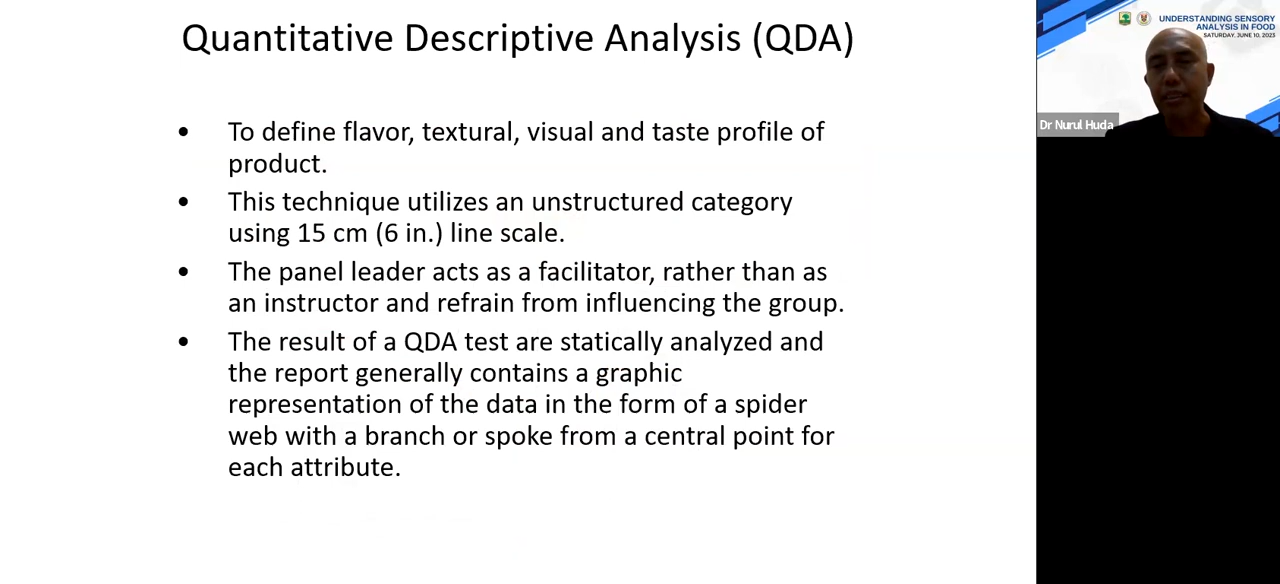 Quantitative Descriptive Analysis (QDA)
• To define flavor, textural, visual and taste profile of
product.
• This technique utilizes an unstructured category
using 15 cm (6 in.) line scale.
• The panel leader acts as a facilitator, rather than as
an instructor and refrain from influencing the group.
• The result of a QDA test are statically analyzed and
the report generally contains a graphic
representation of the data in the form of a spider
web with a branch or spoke from a central point for
each attribute.
UNDERSTANDING SENSORY
ANALYSIS IN FOOD
SATURDAY, JUNE 10, 2023
Dr Nurul Huda